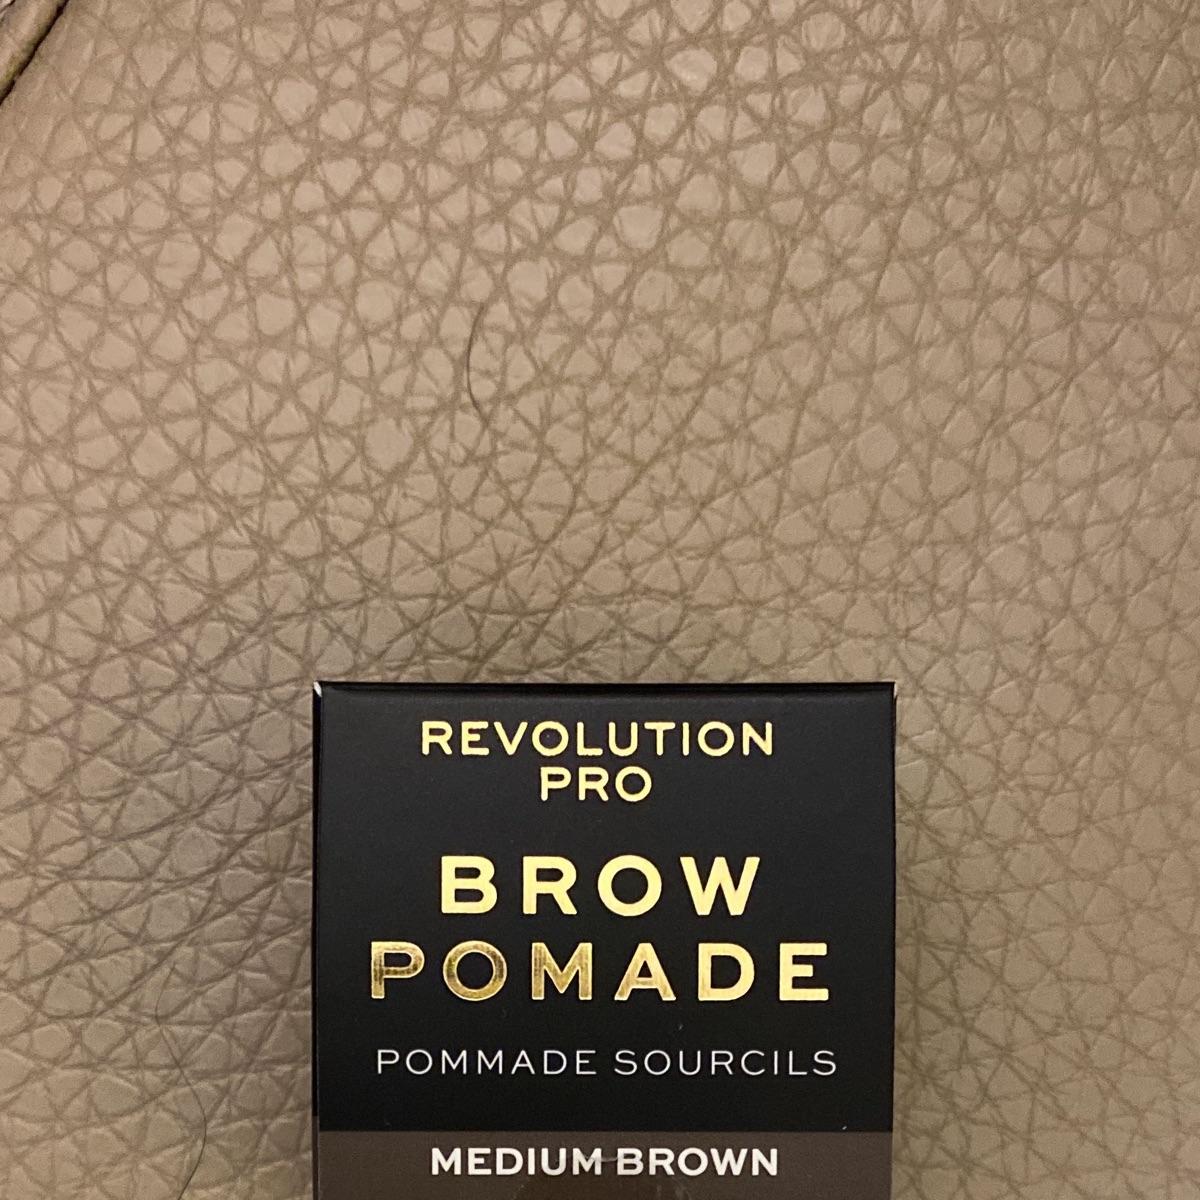 REVOLUTION
PRO
BROW
POMADE
POMMADE SOURCILS
MEDIUM BROWN